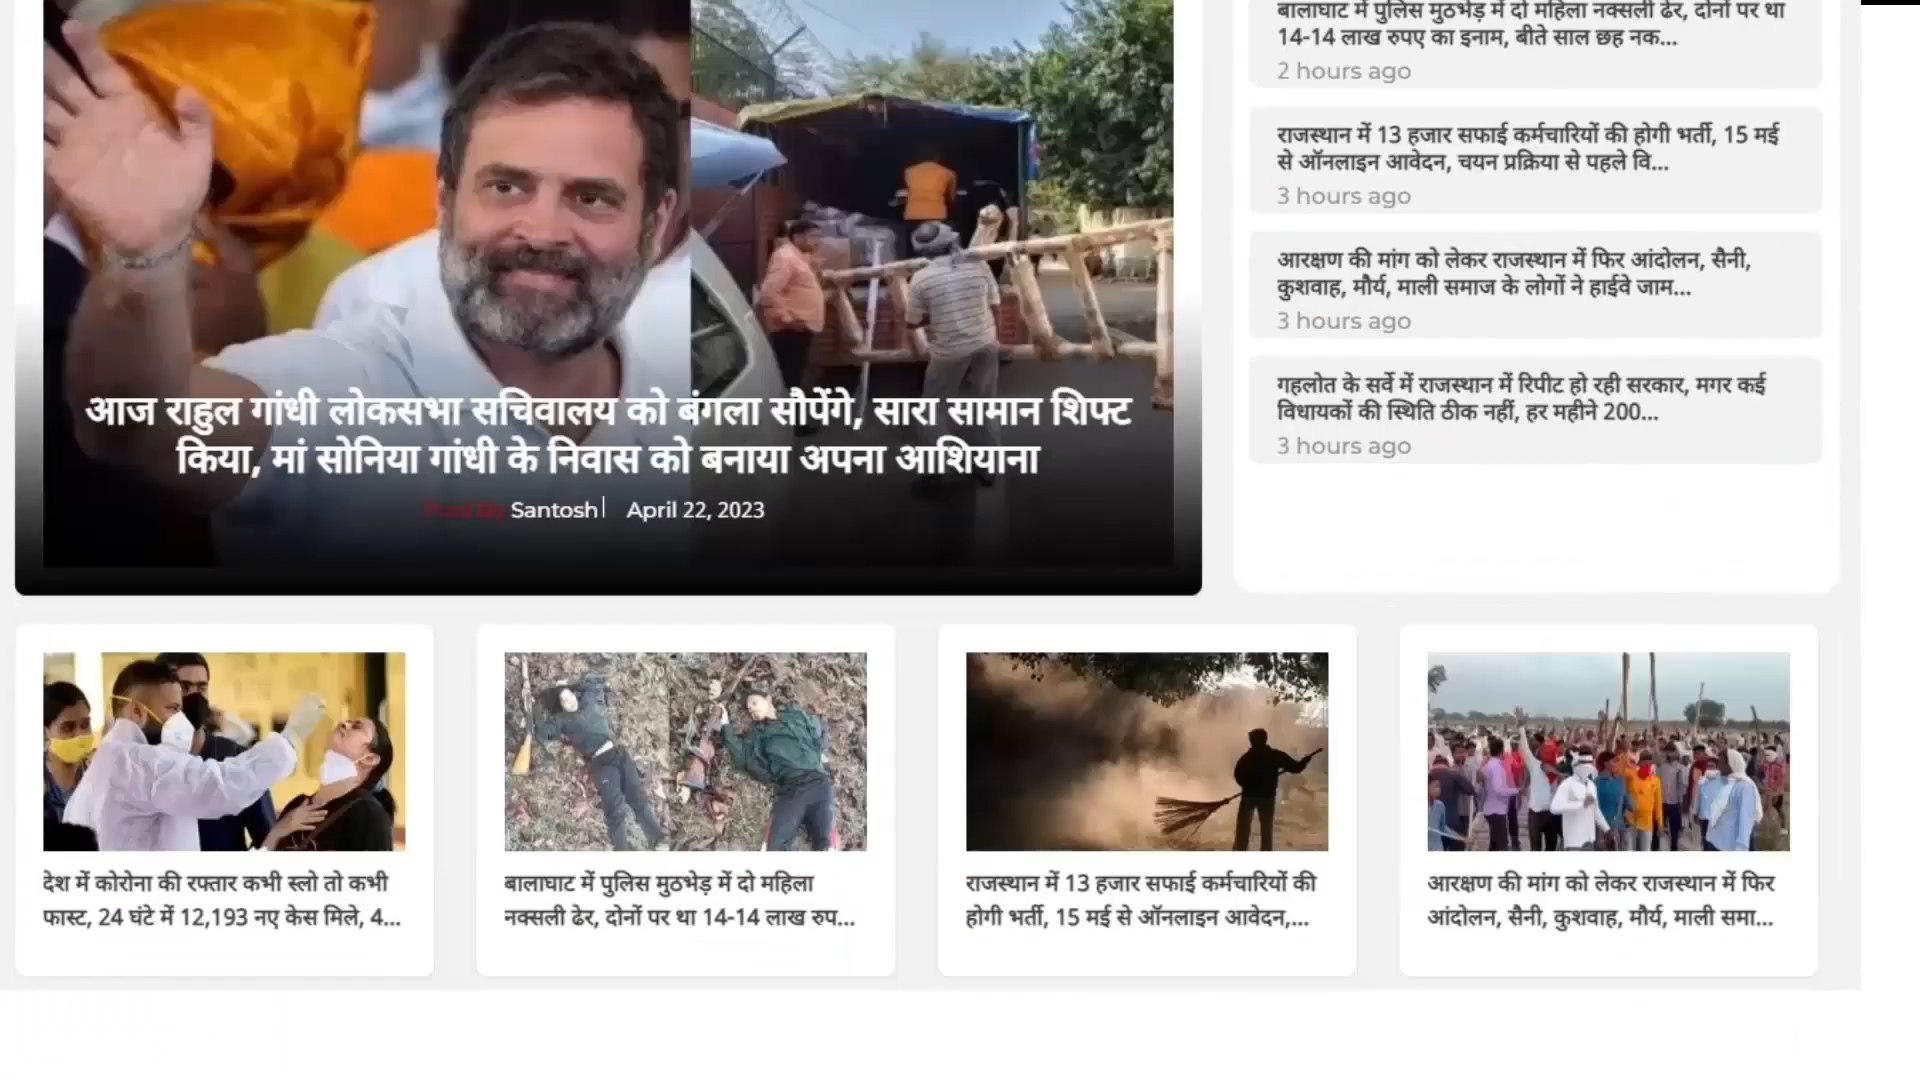 आज राहुल गांधी लोकसभा सचिवालय को बंगला सौपेंगे, सारा सामान शिफ्ट
किया, मां सोनिया गांधी के निवास को बनाया अपना आशियाना
Post By Santosh | April 22, 2023
बालाघाट में पुलिस मुठभेड़ में दो महिला नक्सली ढेर, दोनों पर था
14-14 लाख रुपए का इनाम, बीते साल छह नक...
2 hours ago
राजस्थान में 13 हजार सफाई कर्मचारियों की होगी भर्ती, 15 मई
से ऑनलाइन आवेदन, चयन प्रक्रिया से पहले वि...
3 hours ago
आरक्षण की मांग को लेकर राजस्थान में फिर आंदोलन, सैनी,
कुशवाह, मौर्य, माली समाज के लोगों ने हाईवे जाम...
3 hours ago
गहलोत के सर्वे में राजस्थान में रिपीट हो रही सरकार, मगर कई
विधायकों की स्थिति ठीक नहीं, हर महीने 200...
3 hours ago
देश में कोरोना की रफ्तार कभी स्लो तो कभी
फास्ट, 24 घंटे में 12,193 नए केस मिले, 4...
बालाघाट में पुलिस मुठभेड़ में दो महिला
नक्सली ढेर, दोनों पर था 14-14 लाख रुप...
राजस्थान में 13 हजार सफाई कर्मचारियों की
होगी भर्ती, 15 मई से ऑनलाइन आवेदन,...
आरक्षण की मांग को लेकर राजस्थान में फिर
आंदोलन, सैनी, कुशवाह, मौर्य, माली समा...